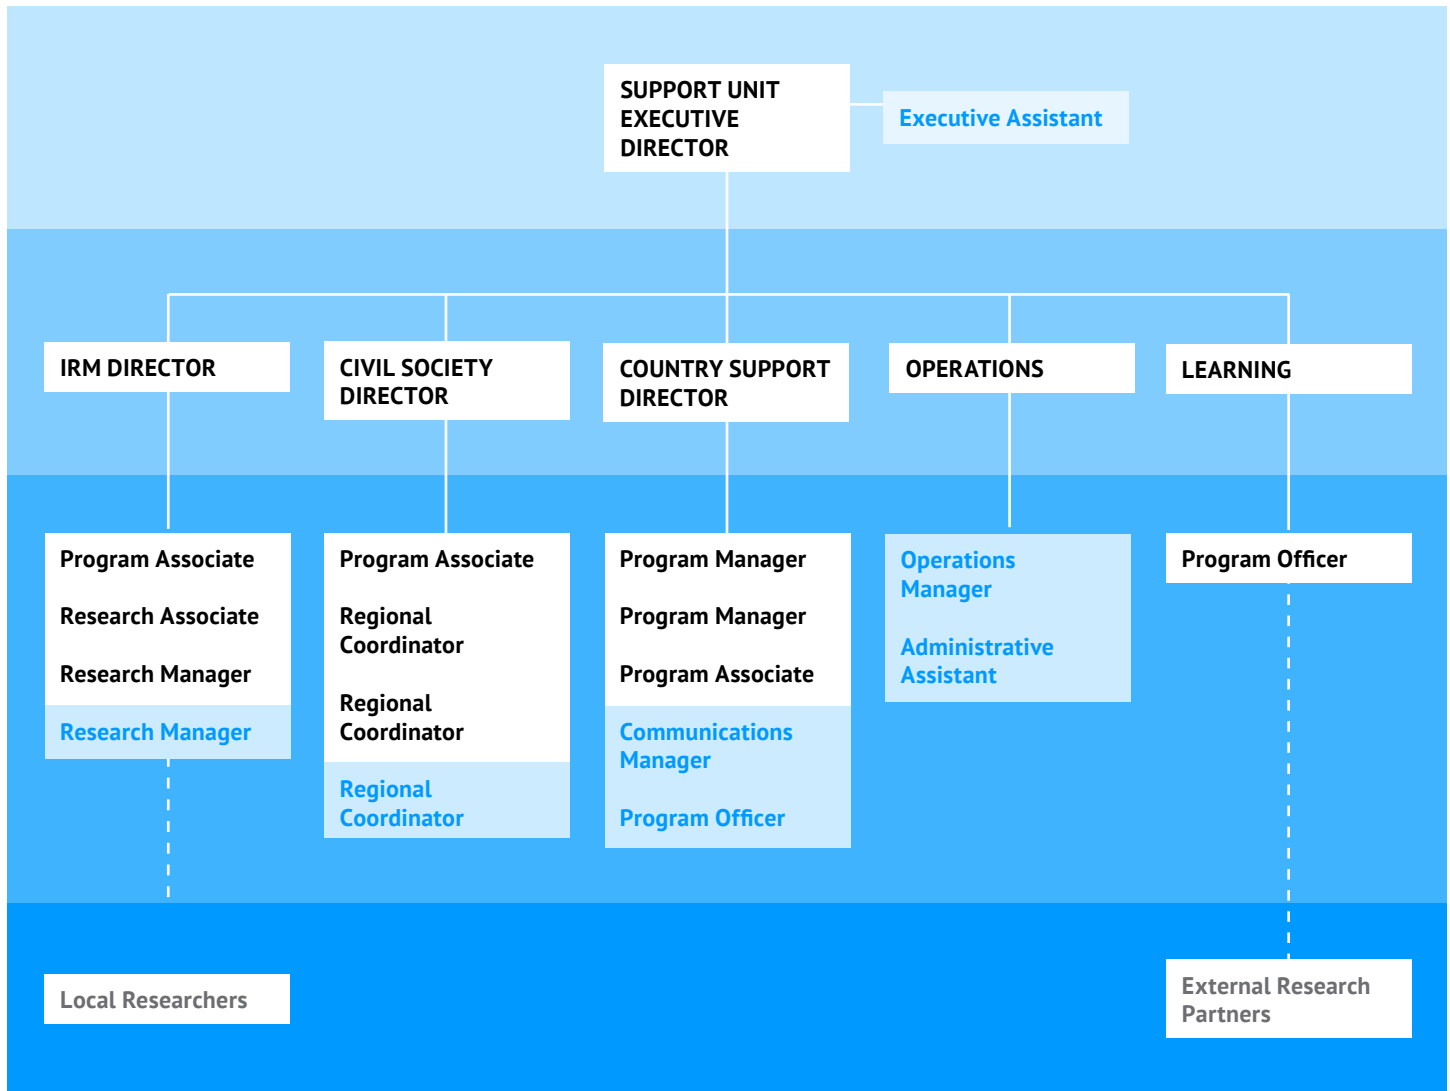 SUPPORT UNIT
EXECUTIVE
DIRECTOR
Executive Assistant
IRM DIRECTOR
CIVIL SOCIETY
DIRECTOR
COUNTRY SUPPORT
DIRECTOR
OPERATIONS
LEARNING
Program Associate
Research Associate
Research Manager
Research Manager
Program Associate
Regional
Coordinator
Regional
Coordinator
Regional
Coordinator
Program Manager
Program Manager
Program Associate
Communications
Manager
Program Officer
Operations
Manager
Administrative
Assistant
Program Officer
Local Researchers
External Research
Partners